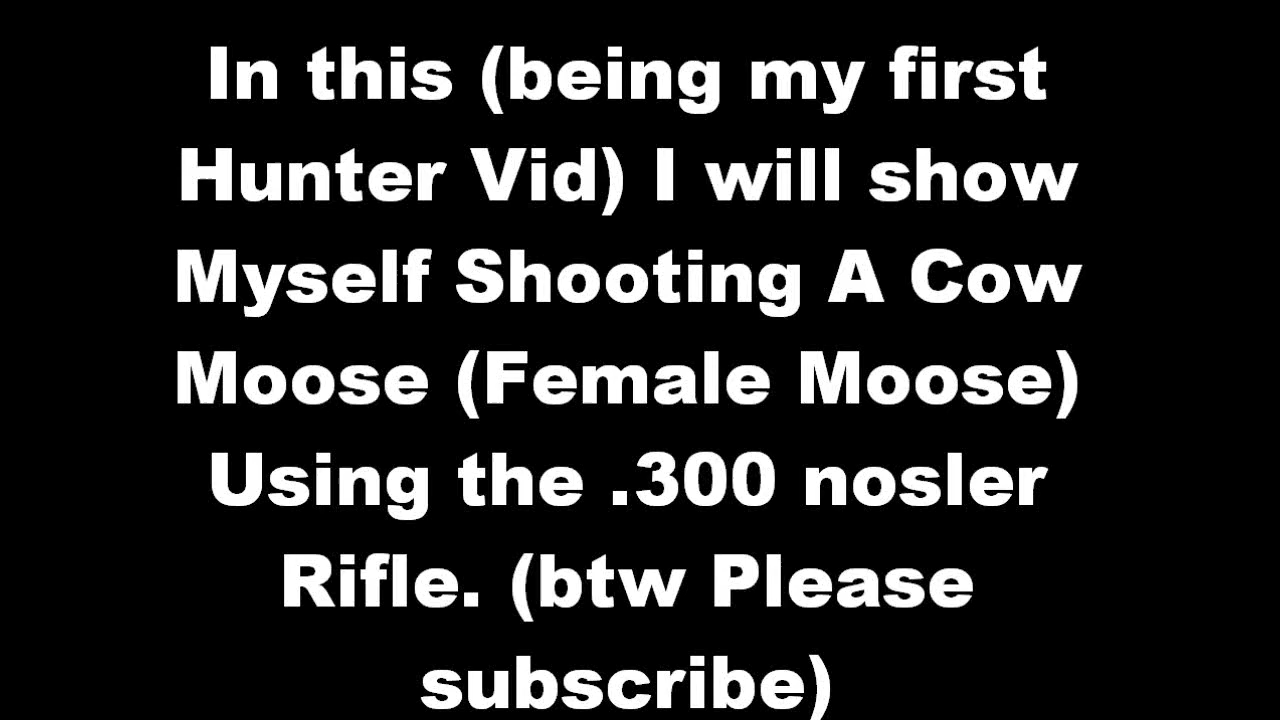 In this (being my first
Hunter Vid) I will show
Myself Shooting A Cow
Moose (Female Moose)
Using the .300 nosler
Rifle. (btw Please
subscribe)